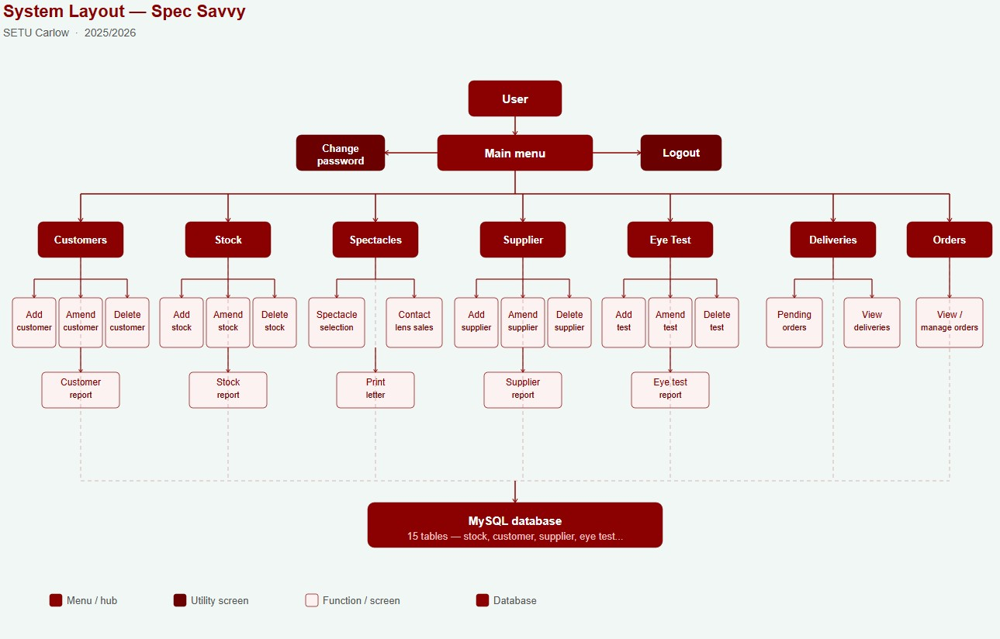 System Layout — Spec Savvy
SETU Carlow · 2025/2026
User
Change
password
Main menu
Logout
Customers
Stock
Spectacles
Supplier
Eye Test
Deliveries
Orders
Add
customer
Amend
customer
Delete
customer
Add
stock
Amend
stock
Delete
stock
Spectacle
selection
Contact
lens sales
Add
supplier
Amend
supplier
Delete
supplier
Add
test
Amend
test
Delete
test
Pending
orders
View
deliveries
View /
manage orders
Customer
report
Stock
report
Print
letter
Supplier
report
Eye test
report
MySQL database
15 tables — stock, customer, supplier, eye test...
Menu / hub
Utility screen
Function / screen
Database